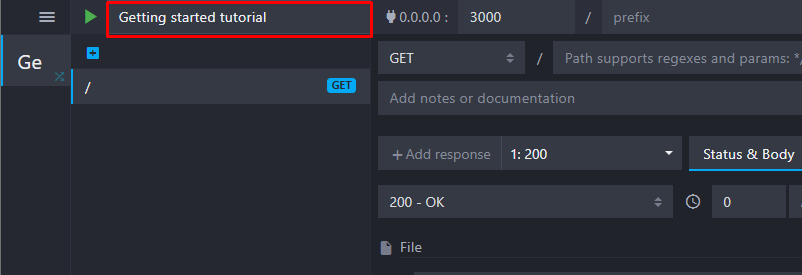 Getting started tutorial
0.0.0.0 :
3000
/
prefix
Ge
GET
/
Path supports regexes and params: */
/
GET
Add notes or documentation
+Add response
1: 200
Status & Body
200 - OK
0
File